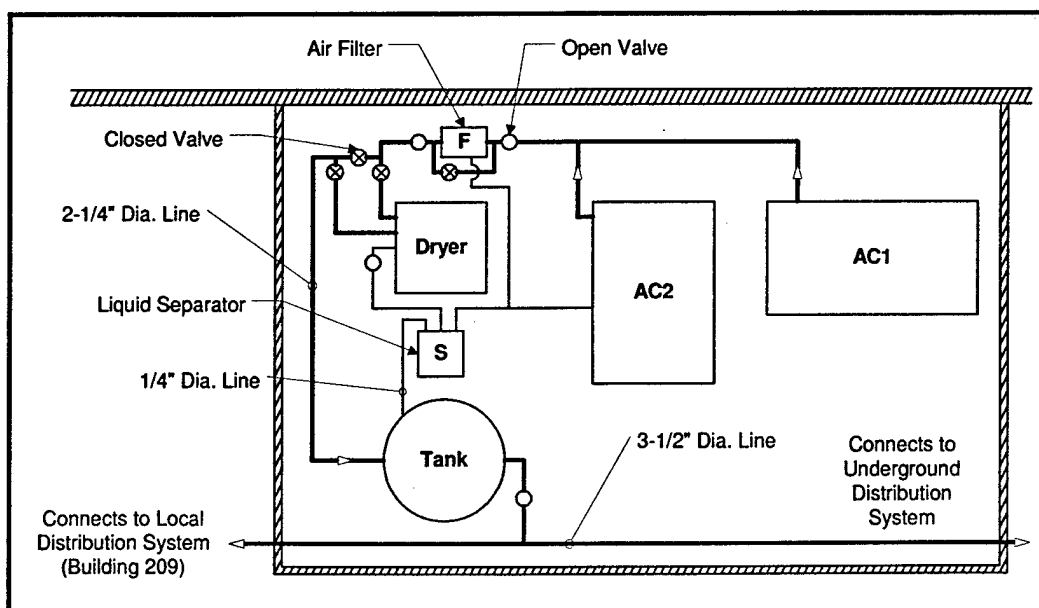 Air Filter
Open Valve
Closed Valve
F
2-1/4" Dia. Line
Dryer
AC2
AC1
Liquid Separator
S
1/4" Dia. Line
Tank
3-1/2" Dia. Line
Connects to
Underground
Distribution
System
Connects to Local
Distribution System
(Building 209)